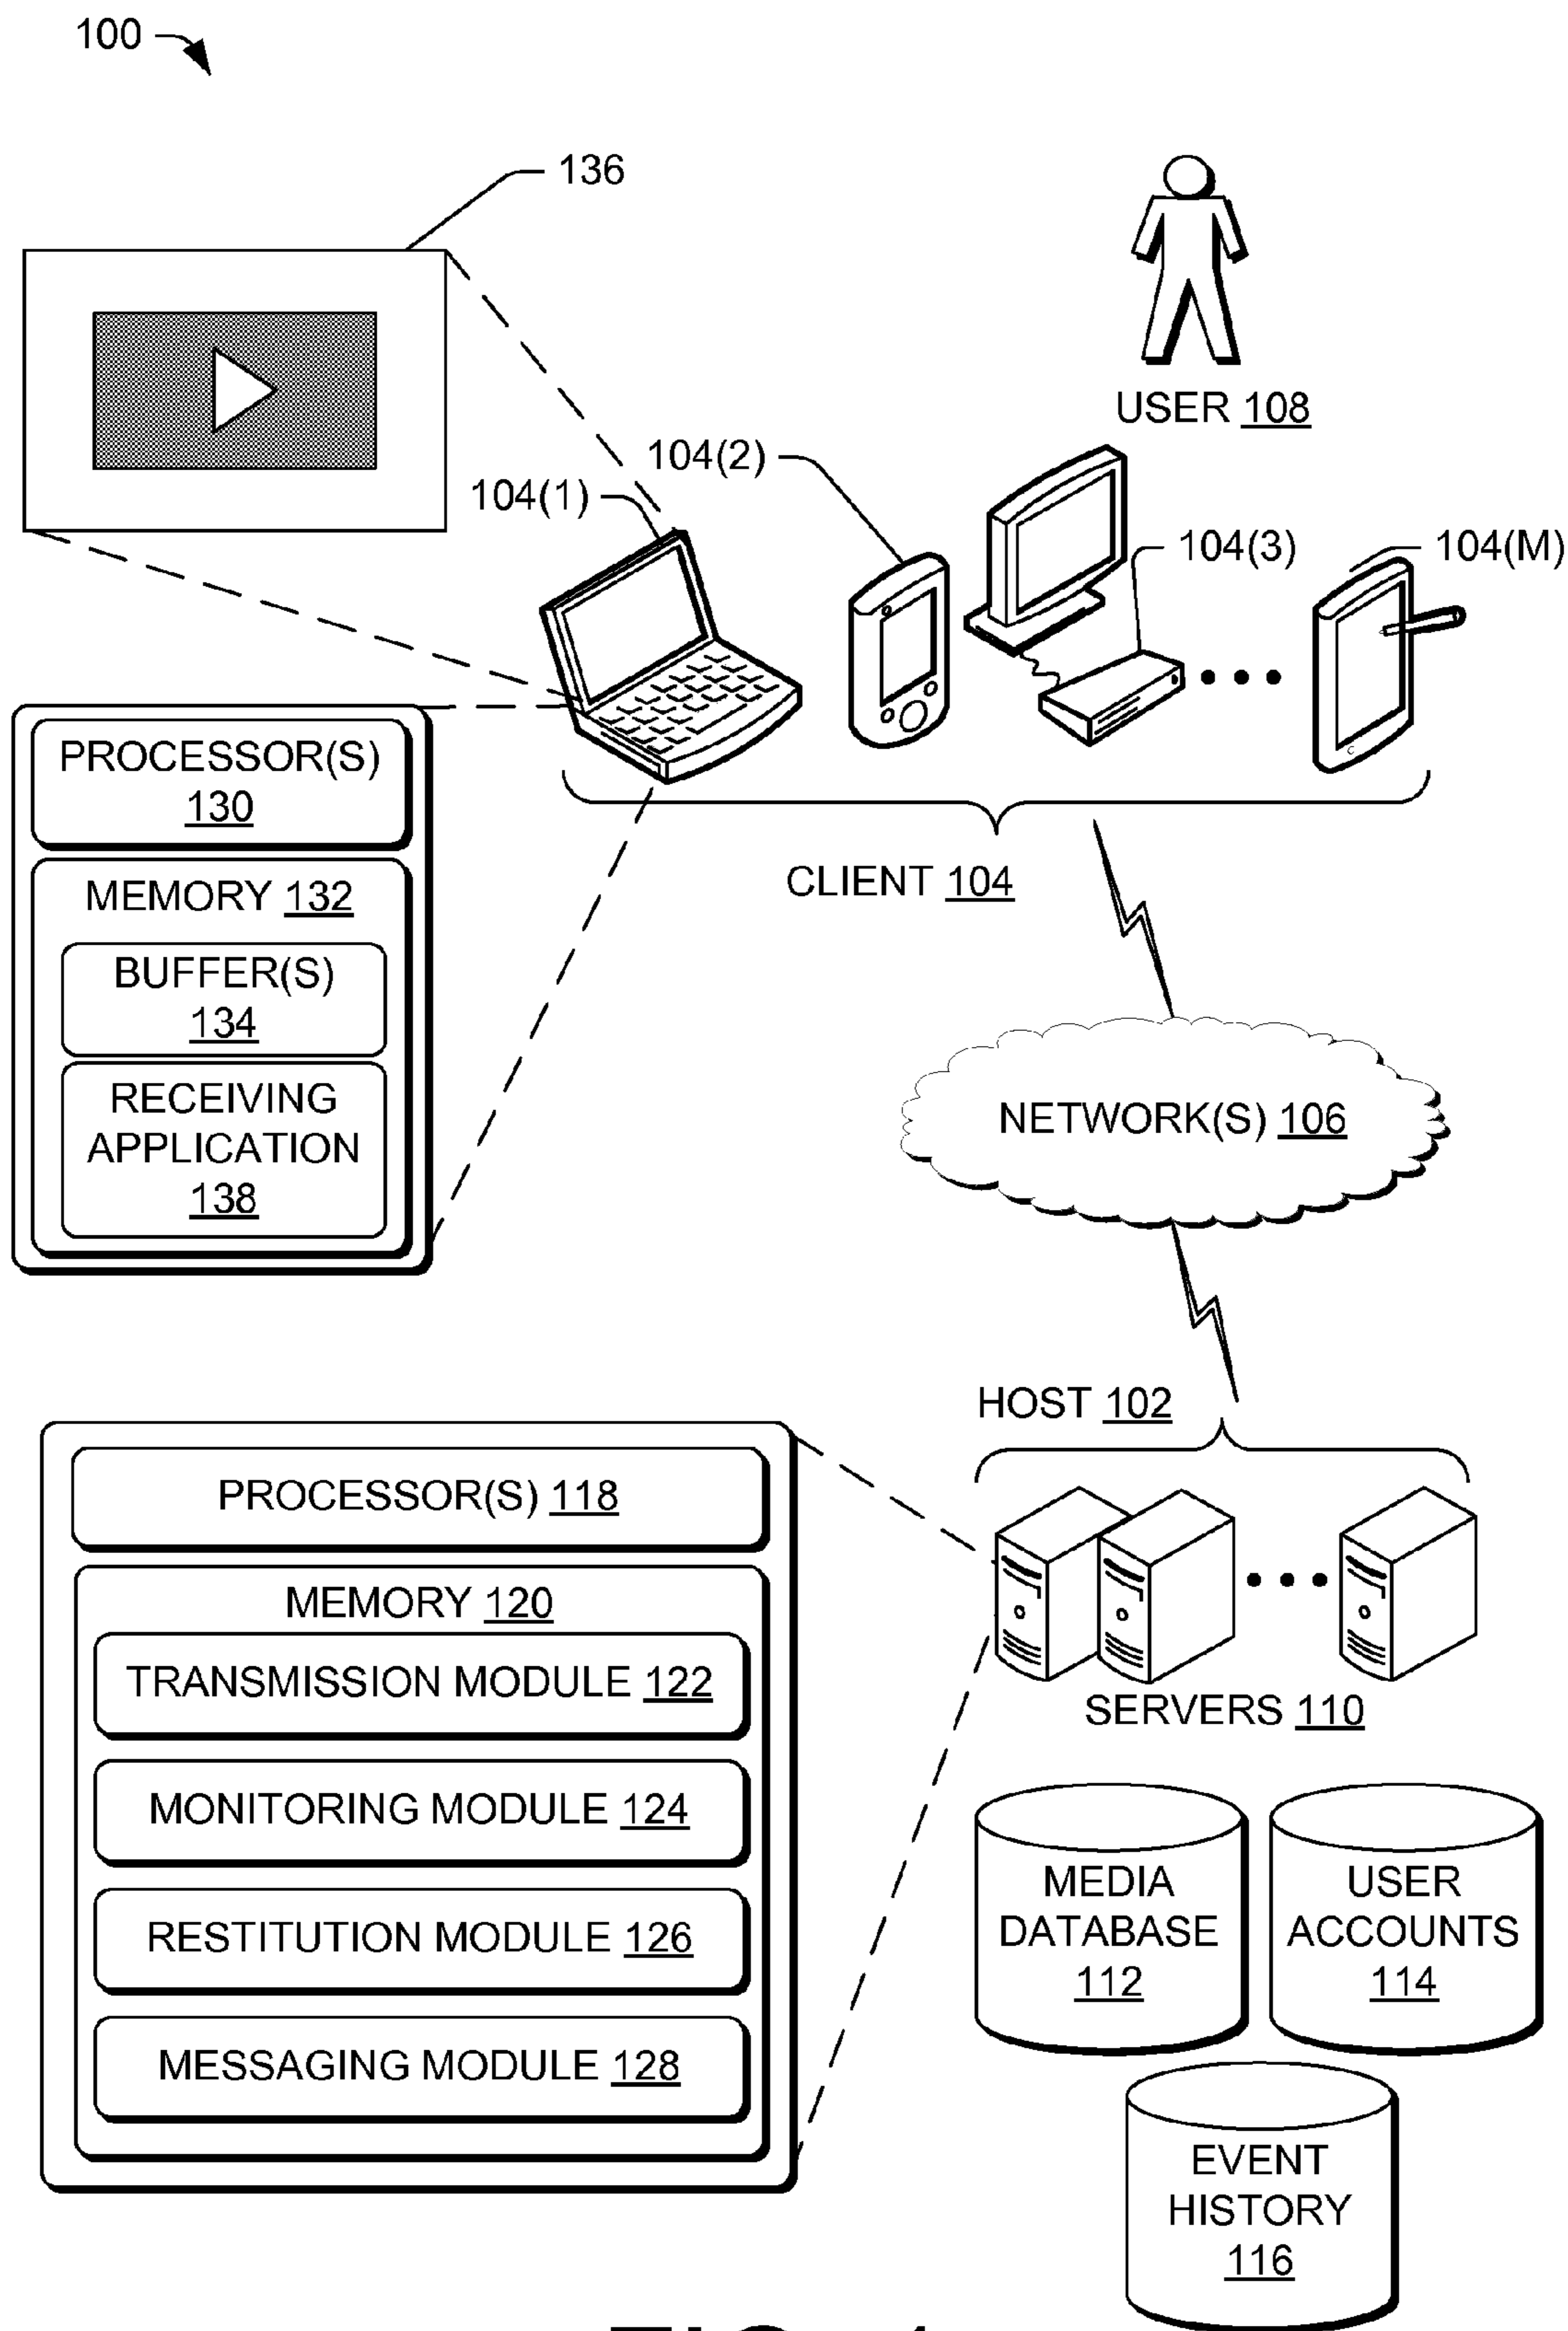 100
136
USER 108
104(2)
104(1)
104(3)
104(M)
PROCESSOR(S)
130
MEMORY 132
BUFFER(S)
134
RECEIVING
APPLICATION
138
CLIENT 104
NETWORK(S) 106
HOST 102
PROCESSOR(S) 118
MEMORY 120
TRANSMISSION MODULE 122
MONITORING MODULE 124
RESTITUTION MODULE 126
MESSAGING MODULE 128
SERVERS 110
MEDIA
DATABASE
112
USER
ACCOUNTS
114
EVENT
HISTORY
116